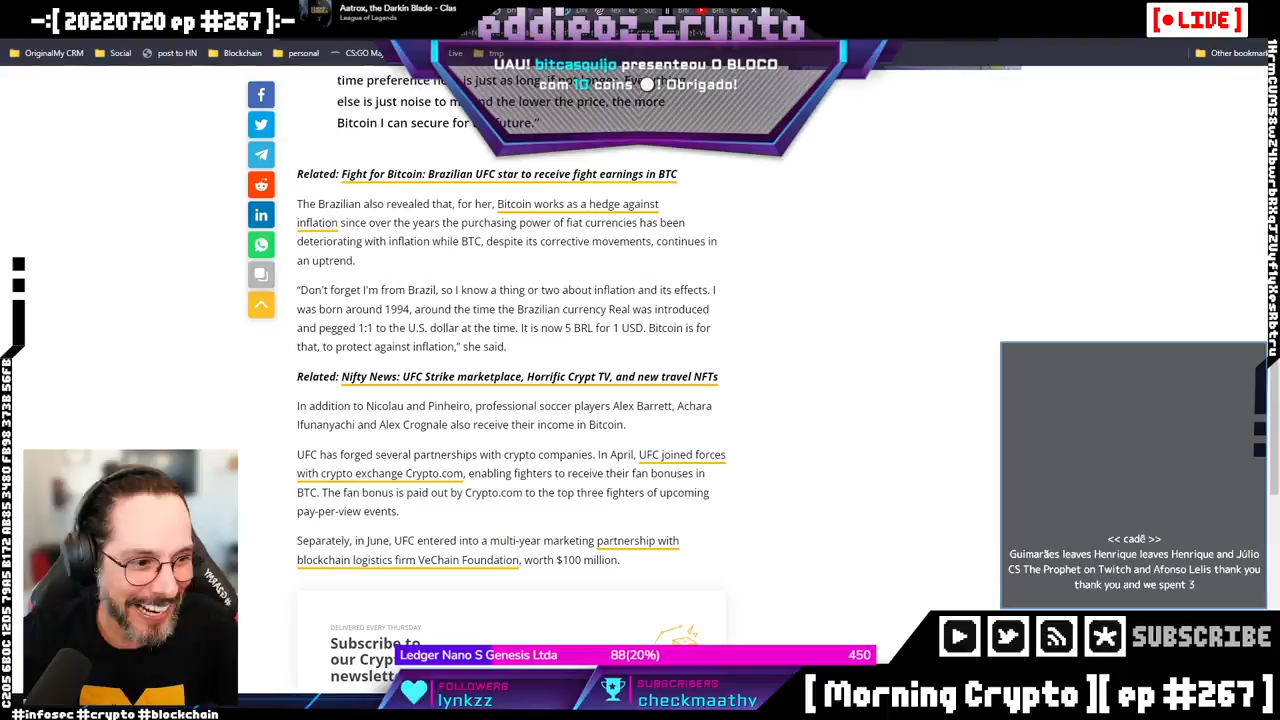 -:[ 20220720 ep #267 ]:-
Aatrox, the Darkin Blade - Clas
League of Legends
eddieoz.crypto
[ LIVE ]
OriginalMy CRM
Social
post to HN
Blockchain
personal
Live
tmp
Other bookmar
UAU! bitcasquijo presenteou O BLOCO
com 10 coins ! Obrigado!
time preference
is just as long, if no
else is just noise to m
nd the lower the price, the more
Bitcoin I can secure for
future.”
Related: Fight for Bitcoin: Brazilian UFC star to receive fight earnings in BTC
The Brazilian also revealed that, for her, Bitcoin works as a hedge against
inflation since over the years the purchasing power of fiat currencies has been
deteriorating with inflation while BTC, despite its corrective movements, continues in
an uptrend.
“Don't forget I'm from Brazil, so I know a thing or two about inflation and its effects. I
was born around 1994, around the time the Brazilian currency Real was introduced
and pegged 1:1 to the U.S. dollar at the time. It is now 5 BRL for 1 USD. Bitcoin is for
that, to protect against inflation,” she said.
Related: Nifty News: UFC Strike marketplace, Horrific Crypt TV, and new travel NFTs
In addition to Nicolau and Pinheiro, professional soccer players Alex Barrett, Achara
Ifunanyachi and Alex Crognale also receive their income in Bitcoin.
UFC has forged several partnerships with crypto companies. In April, UFC joined forces
with crypto exchange Crypto.com, enabling fighters to receive their fan bonuses in
BTC. The fan bonus is paid out by Crypto.com to the top three fighters of upcoming
pay-per-view events.
Separately, in June, UFC entered into a multi-year marketing partnership with
blockchain logistics firm VeChain Foundation, worth $100 million.
DELIVERED EVERY THURSDAY
Subscribe to
our Cryp
newslett
<< cadê >>
Guimarães leaves Henrique leaves Henrique and Júlio
CS The Prophet on Twitch and Afonso Lelis thank you
thank you and we spent 3
Ledger Nano S Genesis Ltda 88(20%) 450
FOLLOWERS
lynkzz
SUBSCRIBERS
checkmaathy
SUBSCRIBE
[ Morning Crypto ][ ep #267 ]
#infosec #crypto #blockchain